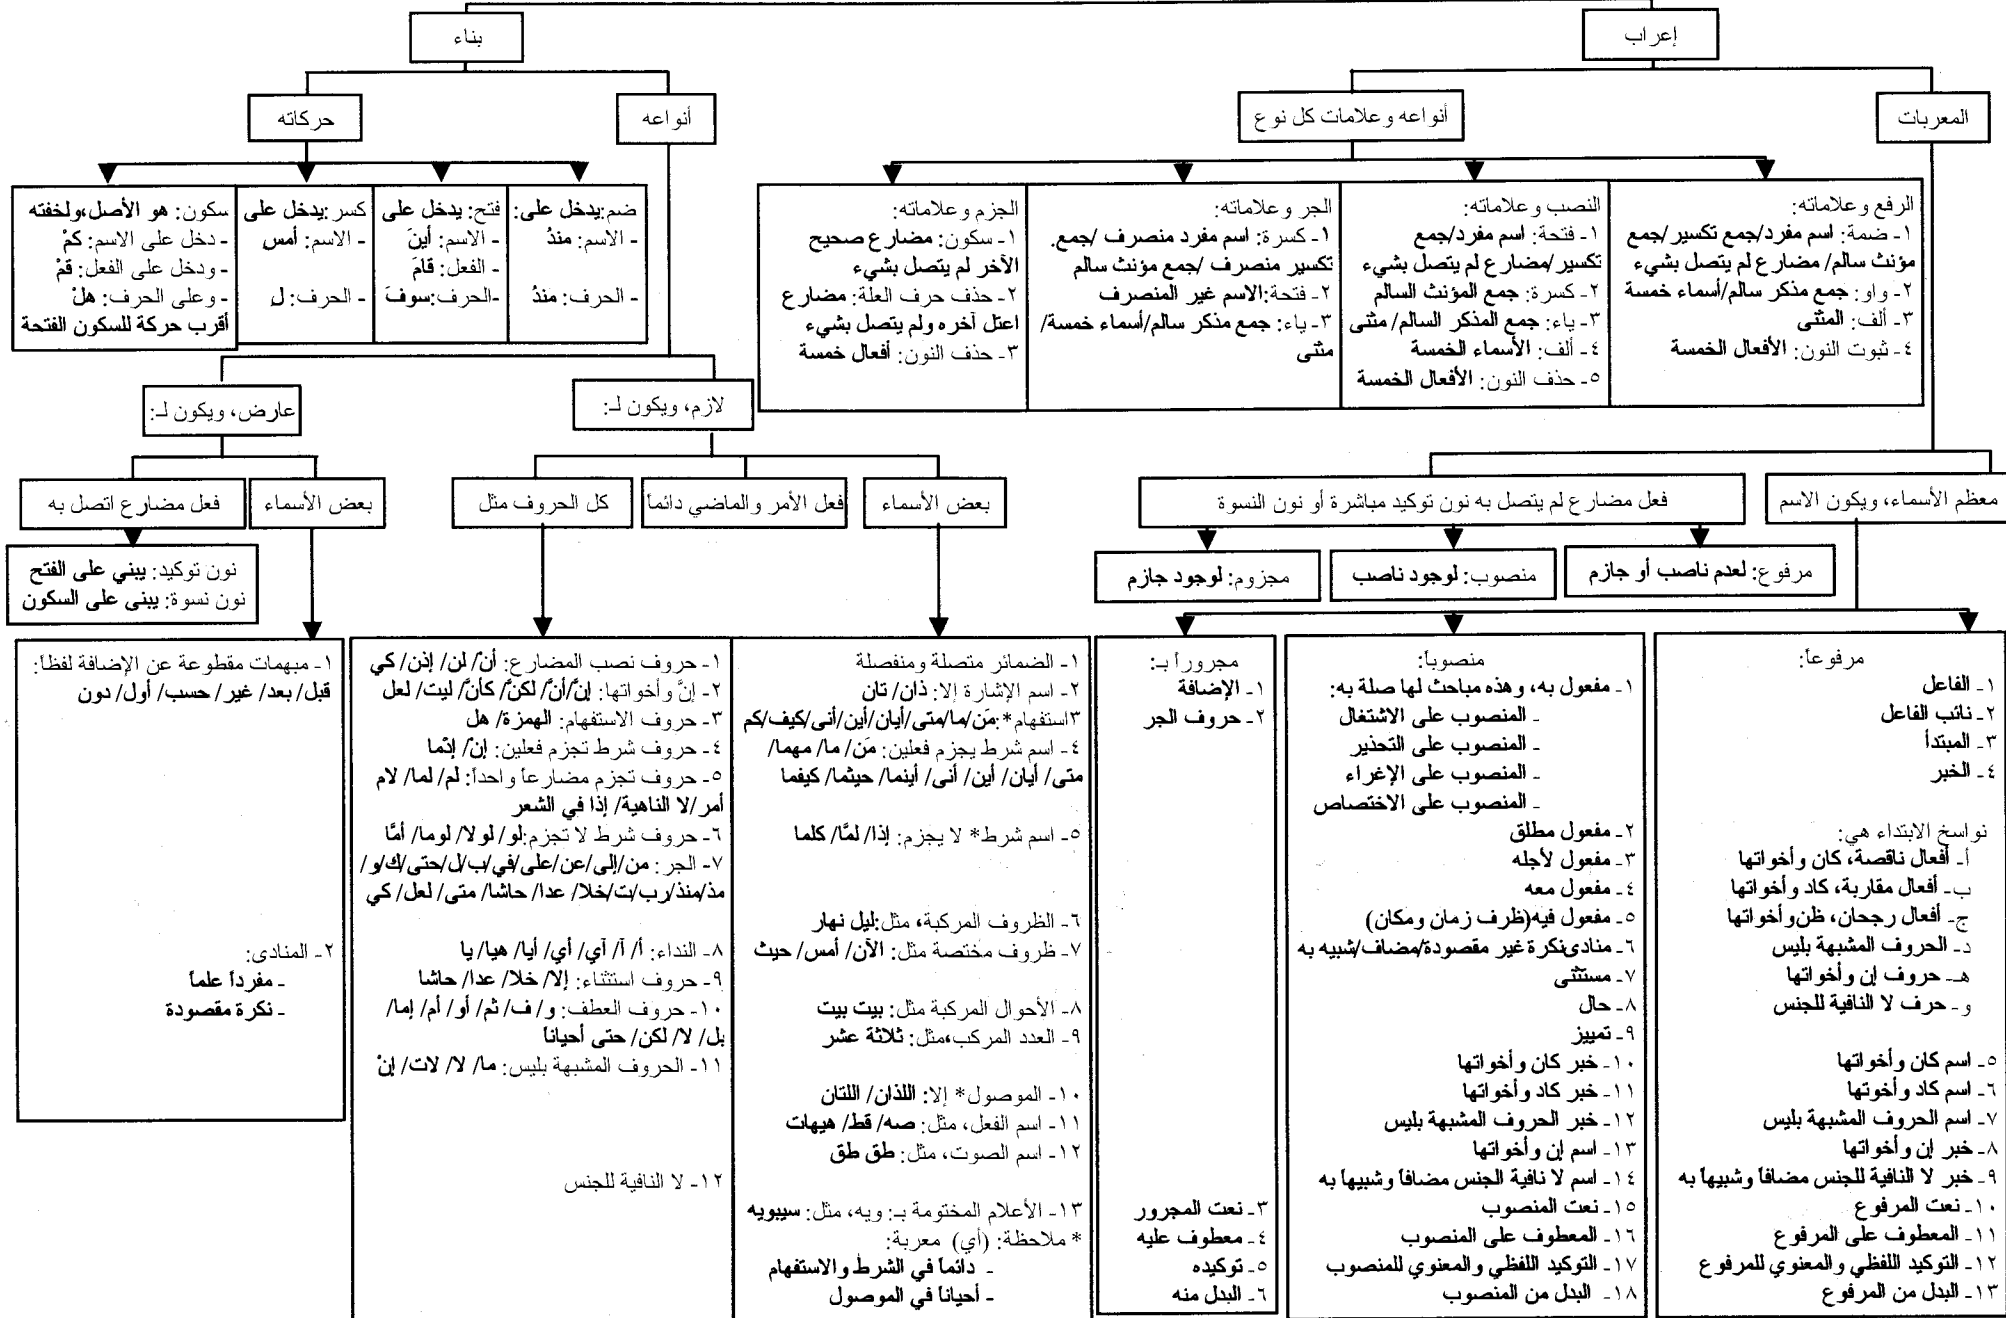 إعراب
بناء
المعربات
أنواعه وعلامات كل نوع
أنواعه
حركاته
الرفع وعلاماته:
١- ضمة: اسم مفرد/جمع تكسير/جمع
مؤنث سالم/ مضارع لم يتصل بشيء
٢- واو: جمع مذكر سالم/أسماء خمسة
٣- ألف: المثنى
٤- ثبوت النون: الأفعال الخمسة
النصب وعلاماته:
١- فتحة: اسم مفرد/جمع
تكسير/مضارع لم يتصل بشيء
٢- كسرة: جمع المؤنث السالم
٣- ياء: جمع المذكر السالم/ مثنى
٤- ألف: الأسماء الخمسة
٥- حذف النون: الأفعال الخمسة
الجر وعلاماته:
١- كسرة: اسم مفرد منصرف /جمع.
تكسير منصرف /جمع مؤنث سالم
٢- فتحة:الاسم غير المنصرف
٣- ياء: جمع مذكر سالم/أسماء خمسة/
مثنى
الجزم وعلاماته:
١- سكون: مضارع صحيح
الآخر لم يتصل بشيء
٢- حذف حرف العلة: مضارع
اعتل آخره ولم يتصل بشيء
٣- حذف النون: أفعال خمسة
ضم:يدخل على:
- الاسم: منذُ
- الحرف: منذُ
فتح: يدخل على
- الاسم: أينَ
- الفعل: قامَ
-الحرف:سوفَ
كسر:يدخل على
- الاسم: أمسِ
- الحرف: لِ
سكون: هو الأصل،ولخفته
- دخل على الاسم: كمْ
- ودخل على الفعل: قمْ
- وعلى الحرف: هلْ
أقرب حركة للسكون الفتحة
لازم، ويكون لـ:
عارض، ويكون لـ:
معظم الأسماء، ويكون الاسم
فعل مضارع لم يتصل به نون توكيد مباشرة أو نون النسوة
بعض الأسماء
فعل الأمر والماضي دائماً
كل الحروف مثل
بعض الأسماء
فعل مضارع اتصل به
مرفوع: لعدم ناصب أو جازم
منصوب: لوجود ناصب
مجزوم: لوجود جازم
نون توكيد: يبني على الفتح
نون نسوة: يبنى على السكون
مرفوعاً:
١- الفاعل
٢- نائب الفاعل
٣- المبتدأ
٤- الخبر
نواسخ الابتداء هي:
أ- أفعال ناقصة، كان وأخواتها
ب- أفعال مقاربة، كاد وأخواتها
ج- أفعال رجحان، ظن وأخواتها
د- الحروف المشبهة بليس
هـ- حروف إن وأخواتها
و- حرف لا النافية للجنس
٥- اسم كان وأخواتها
٦- اسم كاد وأخوتها
٧- اسم الحروف المشبهة بليس
٨- خبر إن وأخواتها
٩- خبر لا النافية للجنس مضافاً وشبيهاً به
١٠- نعت المرفوع
١١- المعطوف على المرفوع
١٢- التوكيد اللفظي والمعنوي للمرفوع
١٣- البدل من المرفوع
منصوباً:
١- مفعول به، وهذه مباحث لها صلة به:
- المنصوب على الاشتغال
- المنصوب على التحذير
- المنصوب على الإغراء
- المنصوب على الاختصاص
٢- مفعول مطلق
٣- مفعول لأجله
٤- مفعول معه
٥- مفعول فيه(ظرف زمان ومكان)
٦- منادى:نكرة غير مقصودة/مضاف/شبيه به
٧- مستثنى
٨- حال
٩- تمييز
١٠- خبر كان وأخواتها
١١- خبر كاد وأخواتها
١٢- خبر الحروف المشبهة بليس
١٣- اسم إن وأخواتها
١٤- اسم لا نافية الجنس مضافاً وشبيهاً به
١٥- نعت المنصوب
١٦- المعطوف على المنصوب
١٧- التوكيد اللفظي والمعنوي للمنصوب
١٨- البدل من المنصوب
مجروراً بـ:
١- الإضافة
٢- حروف الجر
٣- نعت المجرور
٤- معطوف عليه
٥- توكيده
٦- البدل منه
١- الضمائر متصلة ومنفصلة
٢- اسم الإشارة إلا: ذان/ تان
٣استفهام*:مَن/ما/متى/أيان/أين/أنى/كيف/كم
٤- اسم شرط يجزم فعلين: مَن/ ما/ مهما/
متى/ أيان/ أين/ أنى/ أينما/ حيثما/ كيفما
٥- اسم شرط* لا يجزم: إذا/ لمَّا/ كلما
٦- الظروف المركبة، مثل:ليل نهار
٧- ظروف مختصة مثل: الآن/ أمس/ حيث
٨- الأحوال المركبة مثل: بيت بيت
٩- العدد المركب،مثل: ثلاثة عشر
١٠- الموصول* إلا: اللذان/ اللتان
١١- اسم الفعل، مثل: صه/ قط/ هيهات
١٢- اسم الصوت، مثل: طق طق
١٣- الأعلام المختومة بـ: ويه، مثل: سيبويه
* ملاحظة: (أي) معربة:
- دائماً في الشرط والاستفهام
- أحياناً في الموصول
١- حروف نصب المضارع: أنْ/ لن/ إذن/ كي
٢- إنَّ وأخواتها: إنَّ/أنَّ/ لكنَّ/ كأنَّ/ ليت/ لعل
٣- حروف الاستفهام: الهمزة/ هل
٤- حروف شرط تجزم فعلين: إنْ/ إذما
٥- حروف تجزم مضارعاً واحداً: لم/ لما/ لام
أمر/لا الناهية/ إذا في الشعر
٦- حروف شرط لا تجزم:لو/ لولا/ لوما/ أمَّا
٧- الجر: من/إلى/عن/على/في/ب/ل/حتى/ك/و/
مذ/منذ/رب/ت/خلا/ عدا/ حاشا/ متى/ لعل/ كي
٨- النداء: أ/ آ/ آي/ أي/ أيا/ هيا/ يا
٩- حروف استثناء: إلا/ خلا/ عدا/ حاشا
١٠- حروف العطف: و/ ف/ ثم/ أو/ أم/ إما/
بل/ لا/ لكن/ حتى أحيانا
١١- الحروف المشبهة بليس: ما/ لا/ لات/ إنْ
١٢- لا النافية للجنس
١- مبهمات مقطوعة عن الإضافة لفظاً:
قبل/ بعد/ غير/ حسب/ أول/ دون
٢- المنادى:
- مفرداً علماً
- نكرة مقصودة